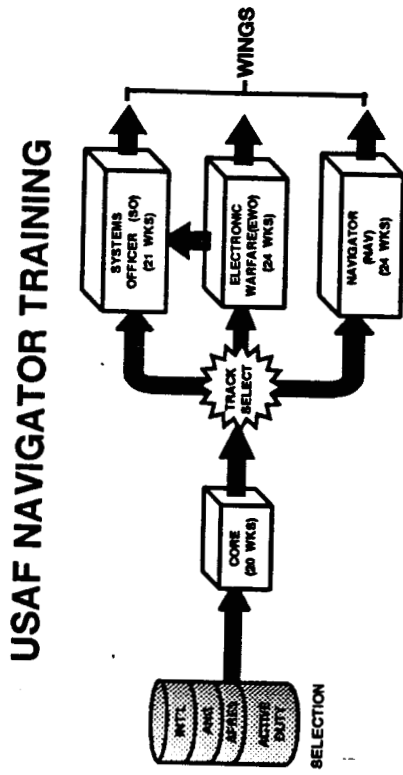 USAF NAVIGATOR TRAINING
INT'L
ANG
AFRES
ACTIVE
DUTY
SELECTION
CORE
(20 WKS)
TRACK
SELECT
SYSTEMS
OFFICER (SO)
(21 WKS)
ELECTRONIC
WARFARE(EWO)
(24 WKS)
NAVIGATOR
(NAV)
(24 WKS)
WINGS